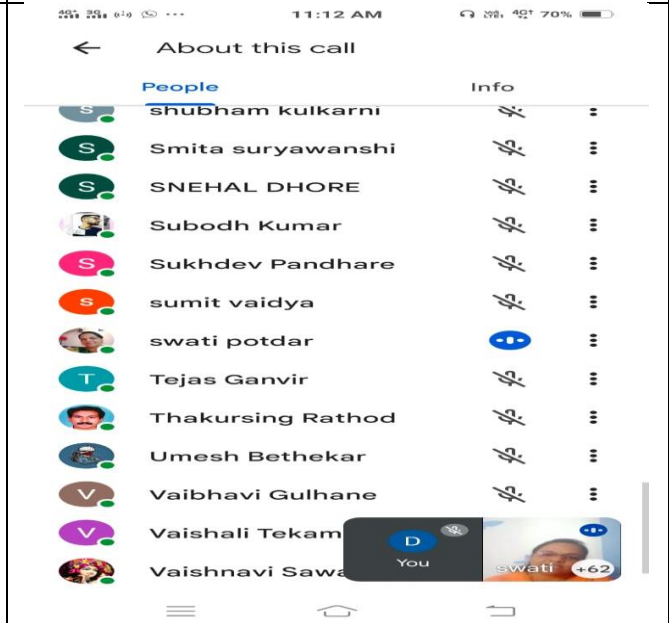 11:12 AM
4G+ 70%
About this call
People Info
S shubham kulkarni
S Smita suryawanshi
S SNEHAL DHORE
Subodh Kumar
S Sukhdev Pandhare
s sumit vaidya
swati potdar
T Tejas Ganvir
Thakursing Rathod
Umesh Bethekar
V Vaibhavi Gulhane
V Vaishali Tekam
Vaishnavi Sawa
D
You
swati +62